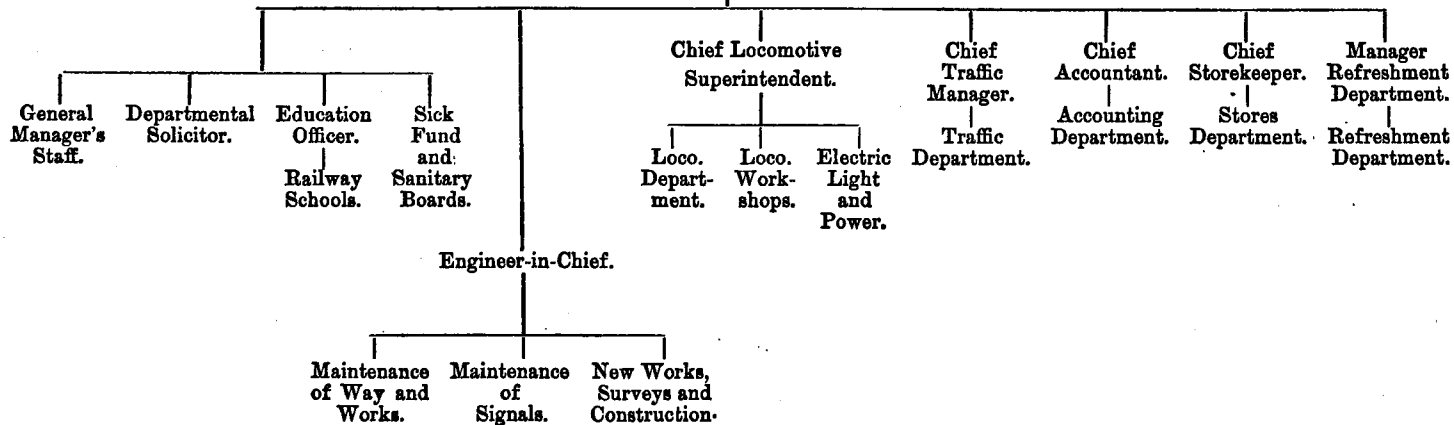 Chief Locomotive
Superintendent.
Chief
Traffic
Manager.
Chief
Accountant.
Chief
Storekeeper.
Manager
Refreshment
Department.
General
Manager's
Staff.
Departmental
Solicitor.
Education
Officer.
Railway
Schools.
Sick
Fund
and
Sanitary
Boards.
Loco.
Depart-
ment.
Loco.
Work-
shops.
Electric
Light
and
Power.
Traffic
Department.
Accounting
Department.
Stores
Department.
Refreshment
Department.
Engineer-in-Chief.
Maintenance
of Way and
Works.
Maintenance
of
Signals.
New Works,
Surveys and
Construction.